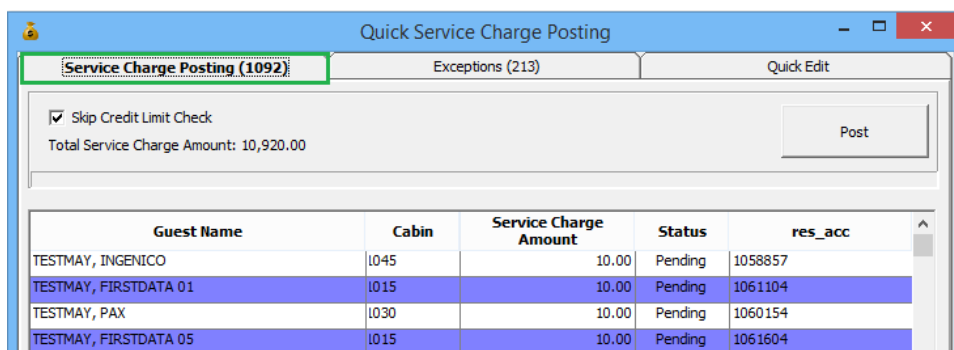 Quick Service Charge Posting
Service Charge Posting (1092) Exceptions (213) Quick Edit
Skip Credit Limit Check
Post
Total Service Charge Amount: 10,920.00
Guest Name Cabin Service Charge Amount Status res_acc
TESTMAY, INGENICO 1045 10.00 Pending 1058857
TESTMAY, FIRSTDATA 01 1015 10.00 Pending 1061104
TESTMAY, PAX 1030 10.00 Pending 1060154
TESTMAY, FIRSTDATA 05 1015 10.00 Pending 1061604